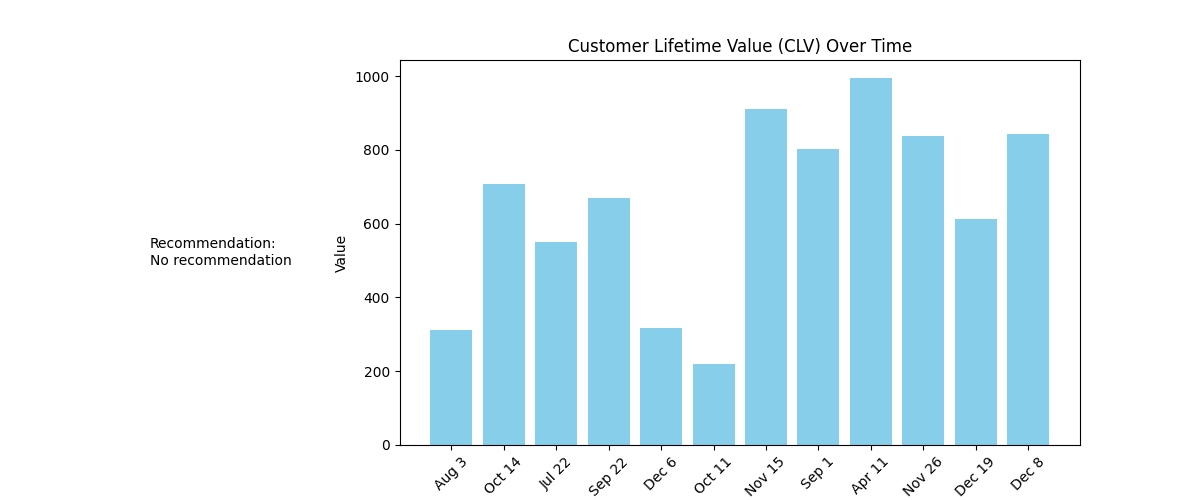 Customer Lifetime Value (CLV) Over Time
Recommendation:
No recommendation
Value
1000
800
600
400
200
0
Aug 3
Oct 14
Jul 22
Sep 22
Dec 6
Oct 11
Nov 15
Sep 1
Apr 11
Nov 26
Dec 19
Dec 8